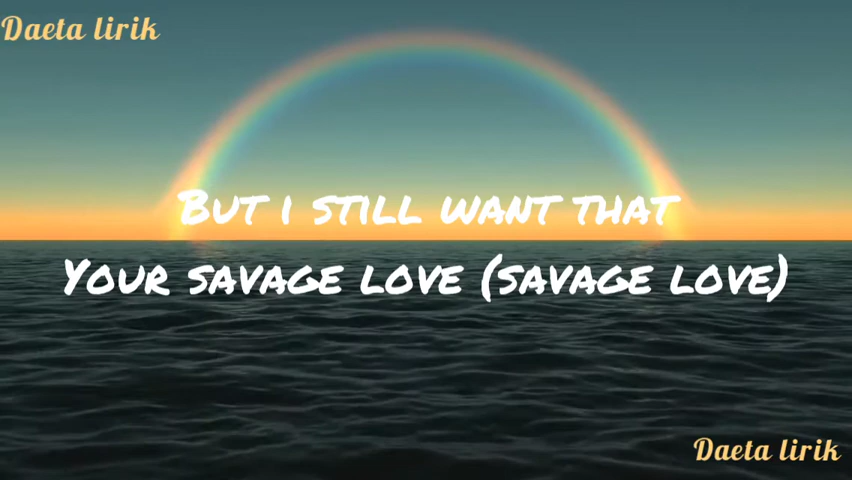 Daeta lirik
But i still want that
Your savage love (savage love)
Daeta lirik